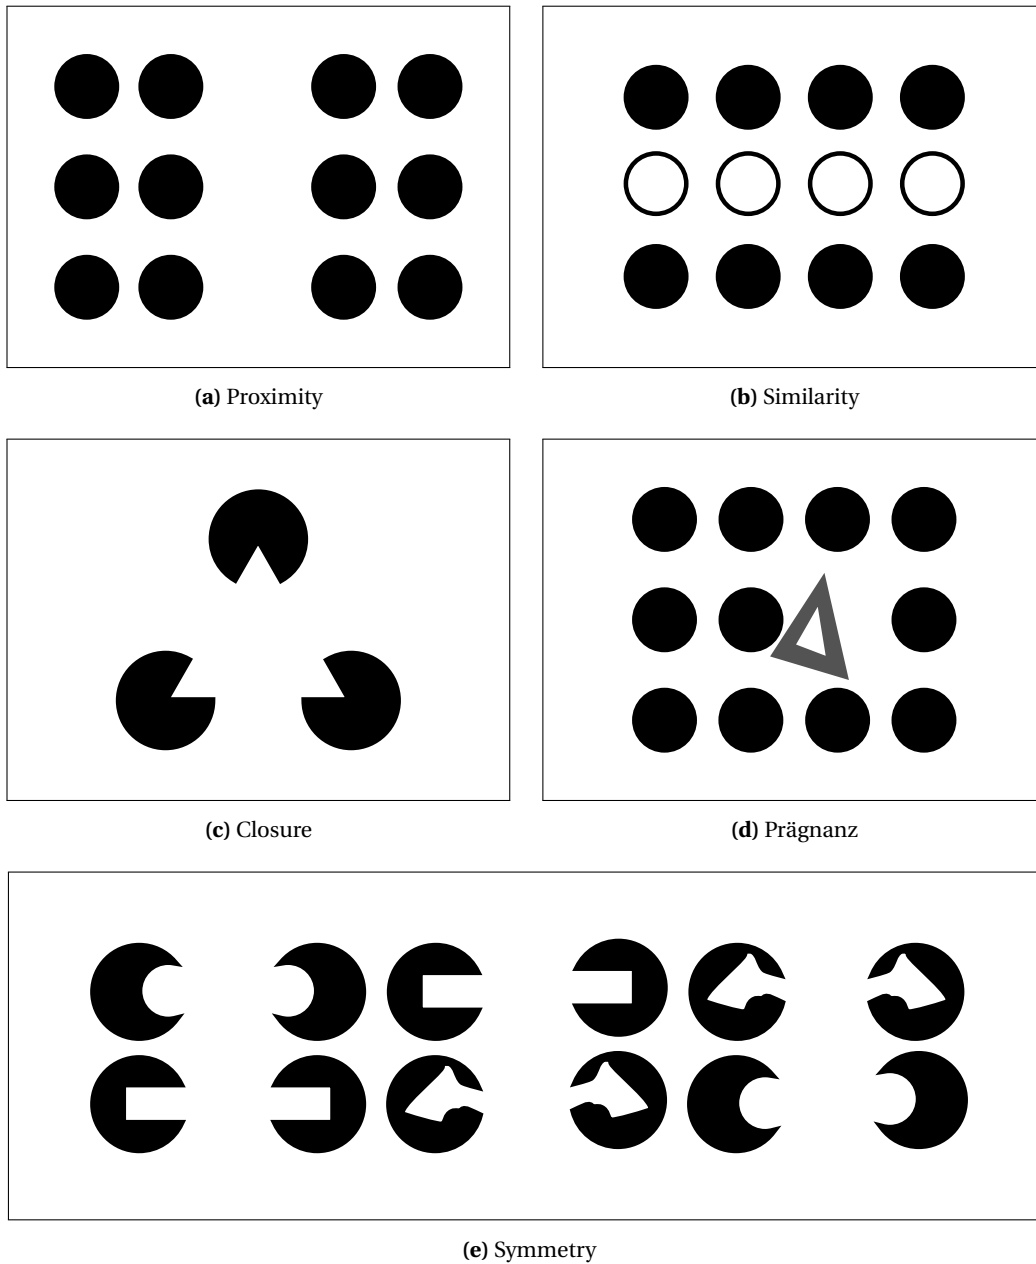 (a) Proximity
(b) Similarity
(c) Closure
(d) Prägnanz
(e) Symmetry